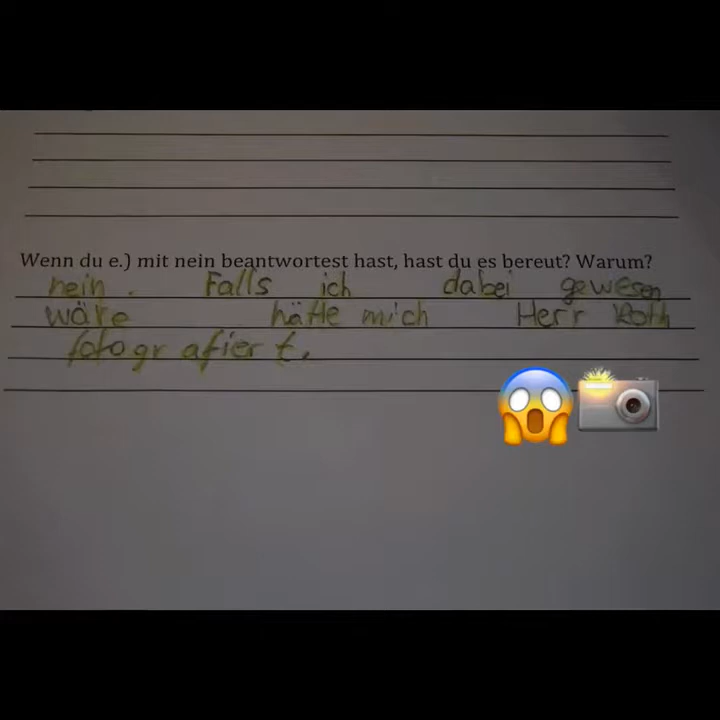 Wenn du e.) mit nein beantwortest hast, hast du es bereut? Warum?
nein. Falls ich dabei gewesen
wäre hätte mich Herr Roth
fotografiert.